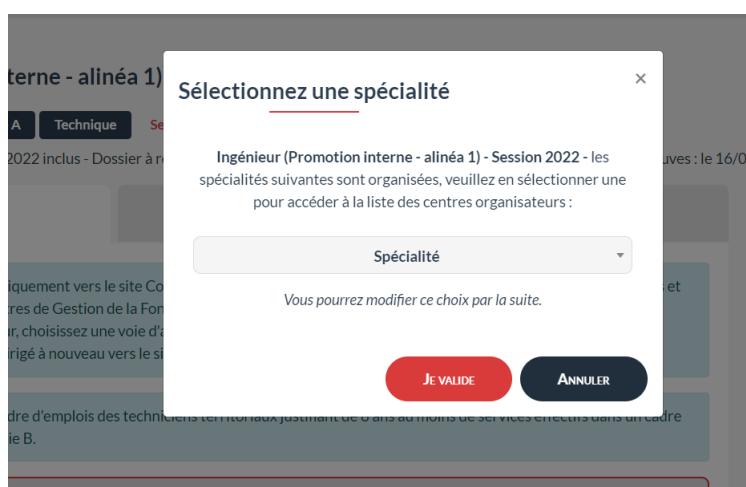 terne - alinéa 1)
Sélectionnez une spécialité
×
A Technique Se
2022 inclus - Dossier à r
uves : le 16/0
Ingénieur (Promotion interne - alinéa 1) - Session 2022 - les
spécialités suivantes sont organisées, veuillez en sélectionner une
pour accéder à la liste des centres organisateurs :
Spécialité
iquement vers le site Co
s et
tres de Gestion de la Fon
ur, choisissez une voie d'a
irigé à nouveau vers le si
Vous pourrez modifier ce choix par la suite.
Je valide
Annuler
dre d'emplois des techniciens territoriaux justifiant de 8 ans au moins de services effectifs dans un cadre
ie B.